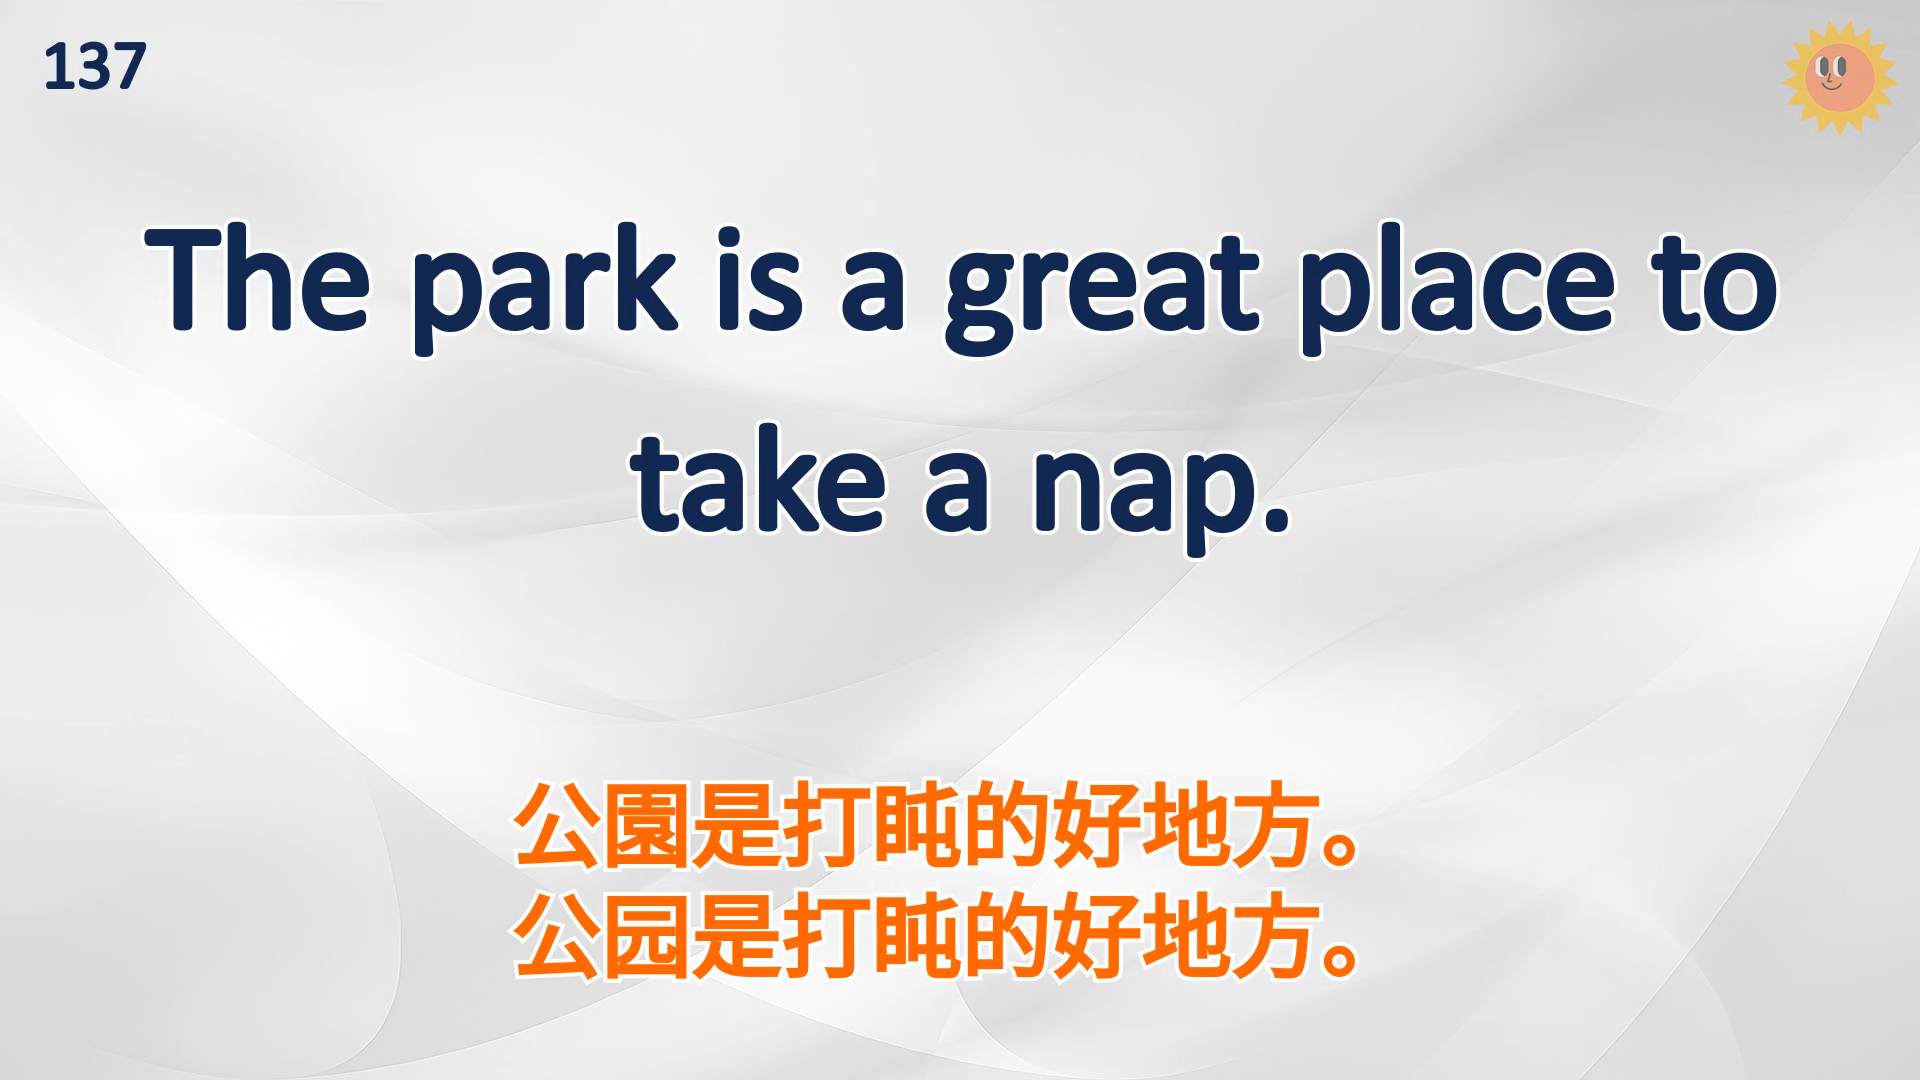 137
The park is a great place to
take a nap.
公園是打盹的好地方。
公园是打盹的好地方。